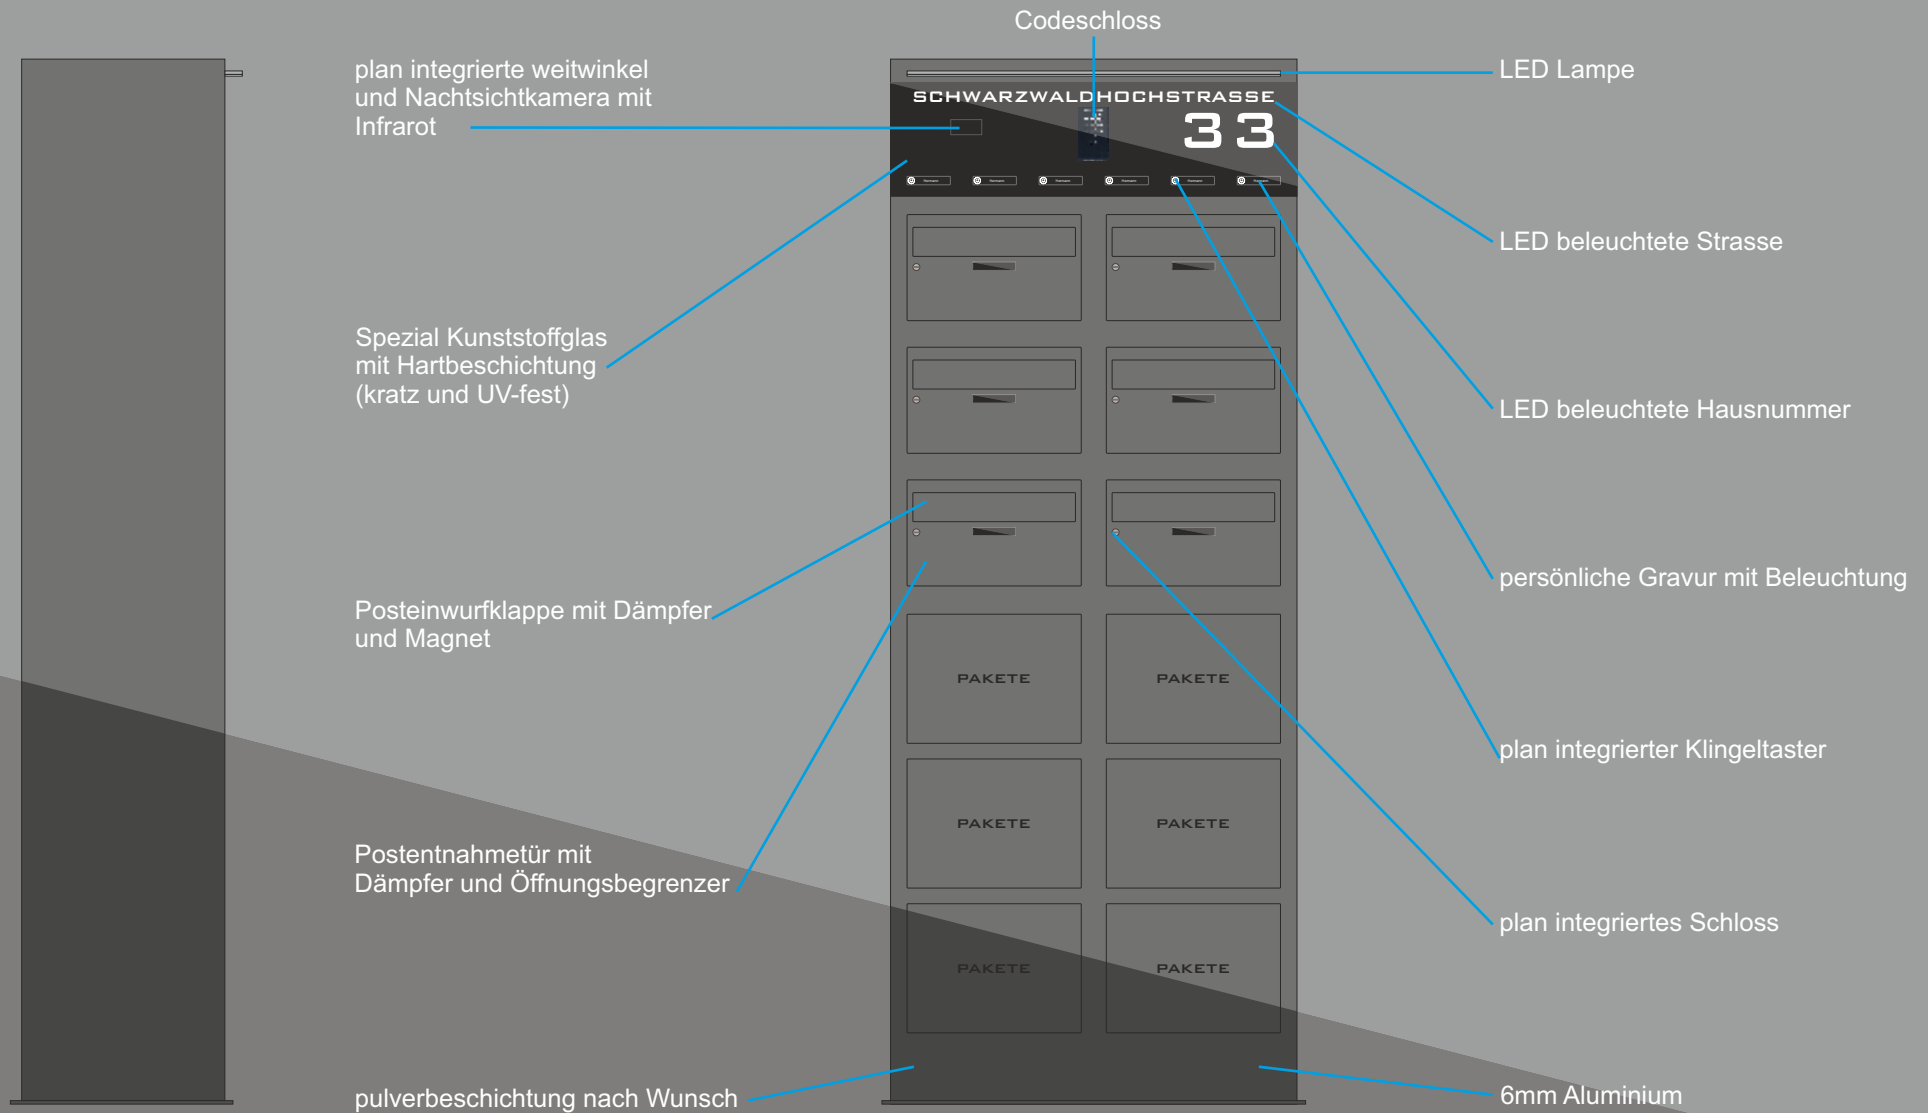 Codeschloss
plan integrierte weitwinkel
und Nachtsichtkamera mit
Infrarot
LED Lampe
SCHWARZWALDHOCHSTRASSE
33
LED beleuchtete Strasse
Spezial Kunststoffglas
mit Hartbeschichtung
(kratz und UV-fest)
LED beleuchtete Hausnummer
persönliche Gravur mit Beleuchtung
Posteinwurfklappe mit Dämpfer
und Magnet
PAKETE PAKETE
plan integrierter Klingeltaster
PAKETE PAKETE
Postentnahmetür mit
Dämpfer und Öffnungsbegrenzer
plan integriertes Schloss
PAKETE PAKETE
pulverbeschichtung nach Wunsch
6mm Aluminium